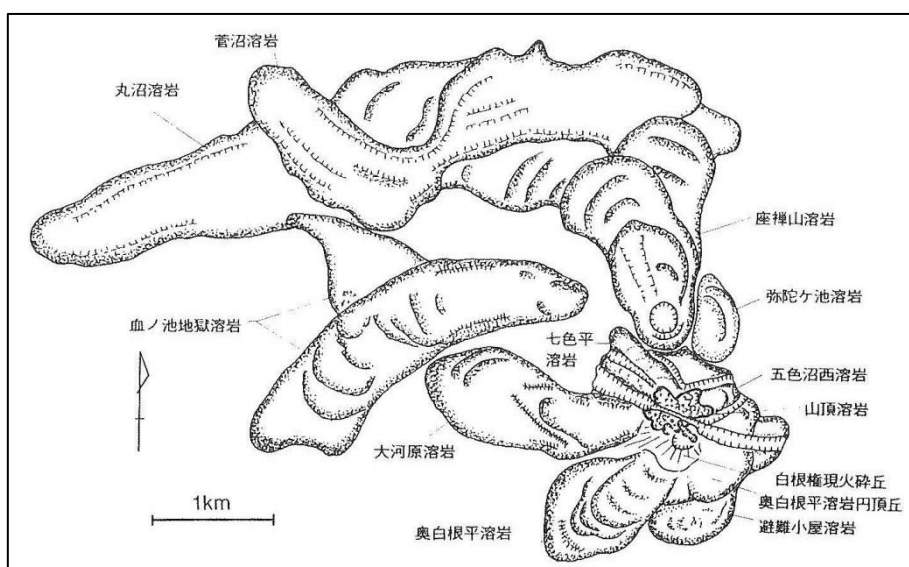 菅沼溶岩
丸沼溶岩
座禅山溶岩
弥陀ケ池溶岩
血ノ池地獄溶岩
七色平
溶岩
五色沼西溶岩
山頂溶岩
大河原溶岩
白根権現火砕丘
奥白根平溶岩円頂丘
避難小屋溶岩
奥白根平溶岩
1km